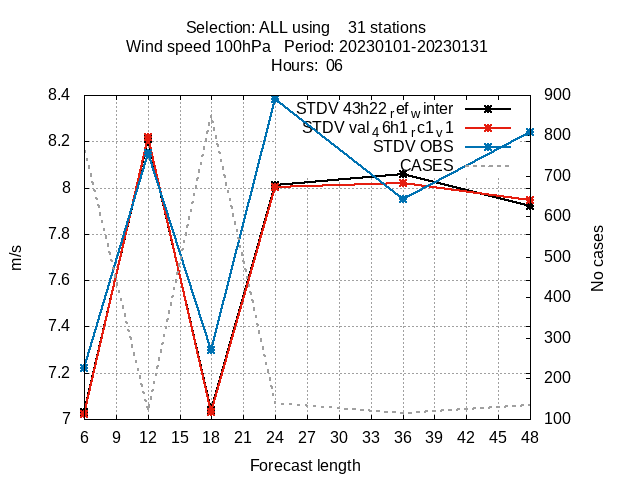 Selection: ALL using    31 stations
Wind speed 100hPa   Period: 20230101-20230131
Hours:  06
8.4
8.2
8
7.8
7.6
7.4
7.2
7
900
800
700
600
500
400
300
200
100
STDV 43h22_ref_winter
STDV val_46h1_rc1_v1
STDV OBS
CASES
m/s
No cases
6 9 12 15 18 21 24 27 30 33 36 39 42 45 48
Forecast length